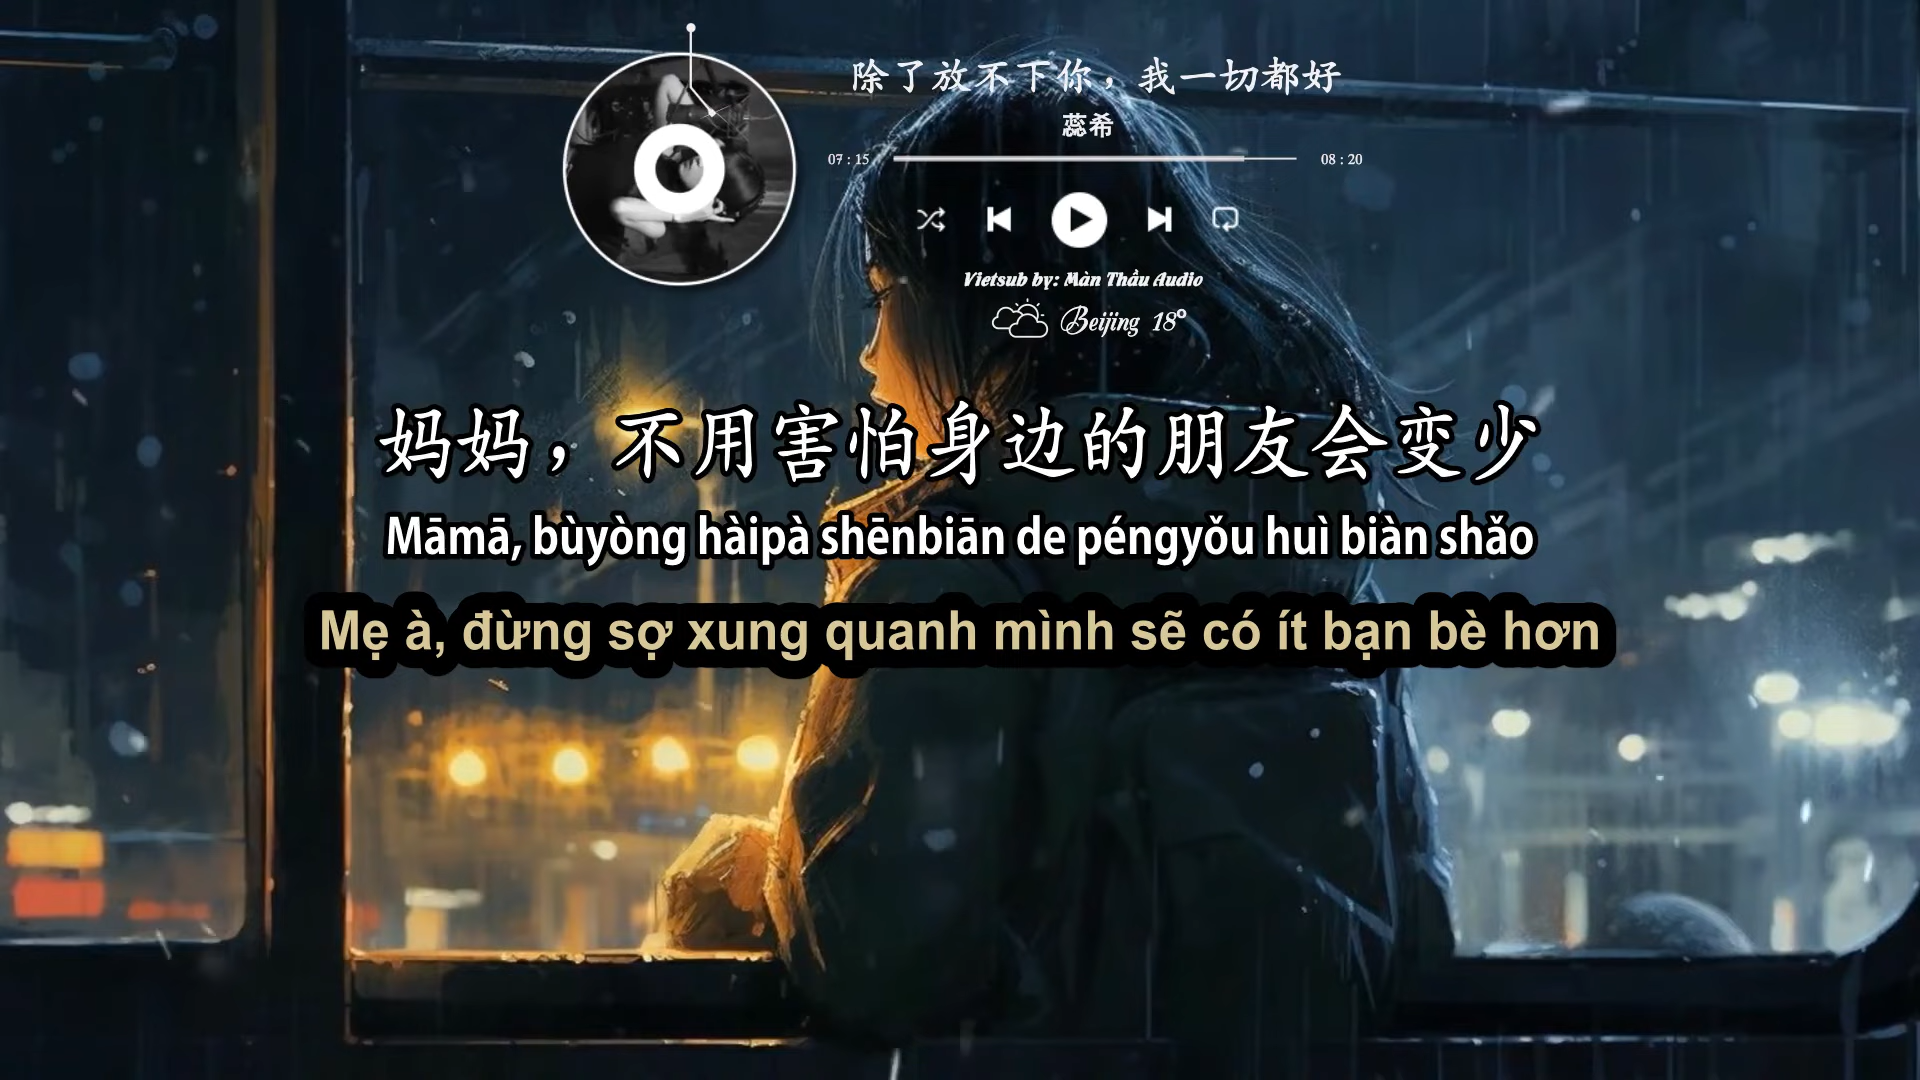 除了放不下你，我一切都好
蕊希
07 : 15 08 : 20
Vietsub by: Màn Thầu Audio
Beijing 18°
妈妈，不用害怕身边的朋友会变少
Māmā, bùyòng hàipà shēnbiān de péngyǒu huì biàn shǎo
Mẹ à, đừng sợ xung quanh mình sẽ có ít bạn bè hơn